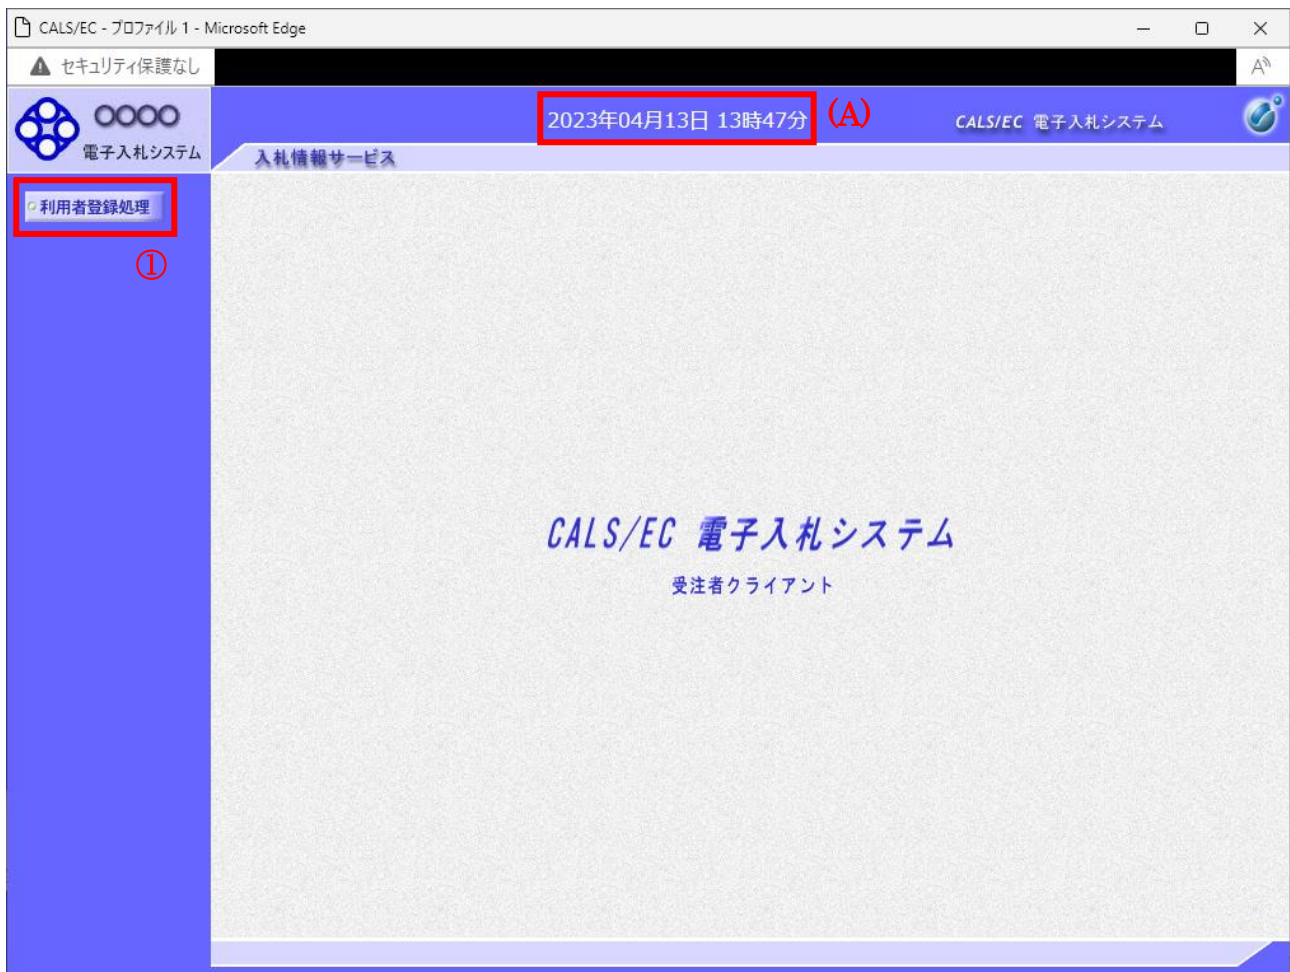 CALS/EC - プロファイル 1 - Microsoft Edge
セキュリティ保護なし
○○○○
電子入札システム
2023年04月13日 13時47分
(A)
CALS/EC 電子入札システム
入札情報サービス
利用者登録処理
①
CALS/EC 電子入札システム
受注者クライアント